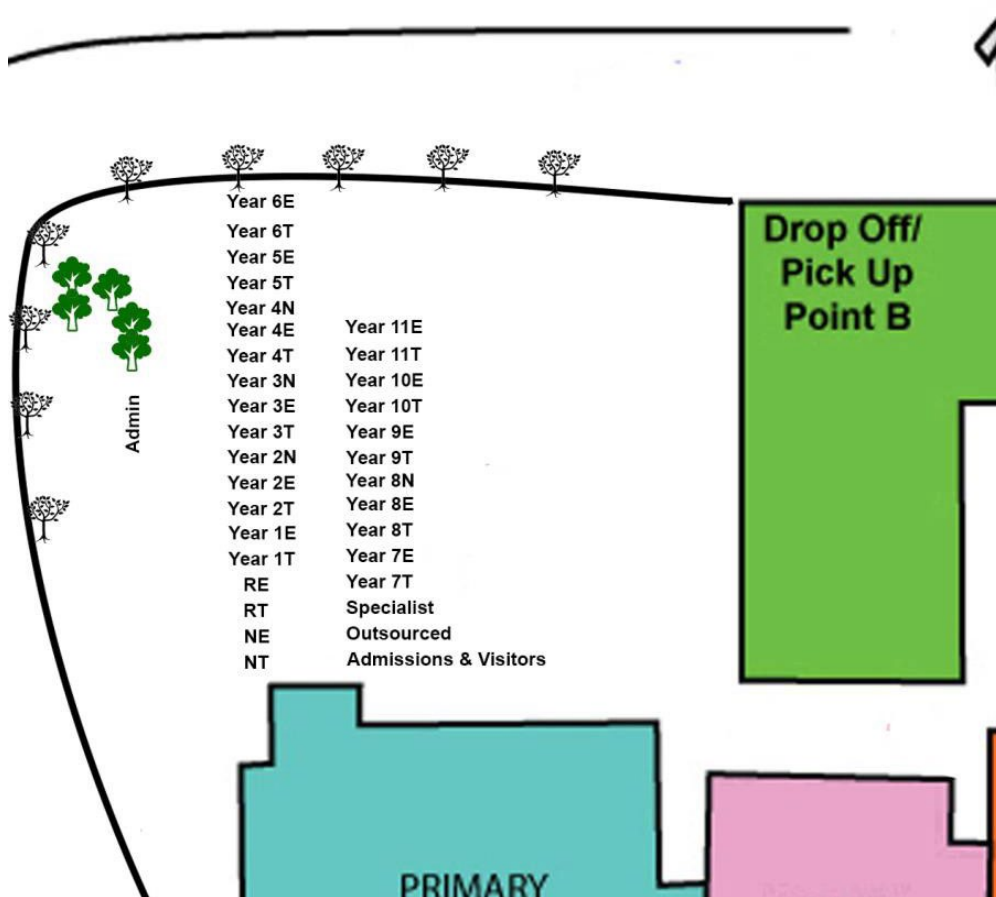 Year 6E
Year 6T
Year 5E
Year 5T
Year 4N
Year 4E
Year 4T
Year 3N
Year 3E
Year 3T
Year 2N
Year 2E
Year 2T
Year 1E
Year 1T
RE
RT
NE
NT
Year 11E
Year 11T
Year 10E
Year 10T
Year 9E
Year 9T
Year 8N
Year 8E
Year 8T
Year 7E
Year 7T
Specialist
Outsourced
Admissions & Visitors
Admin
Drop Off/
Pick Up
Point B
PRIMARY